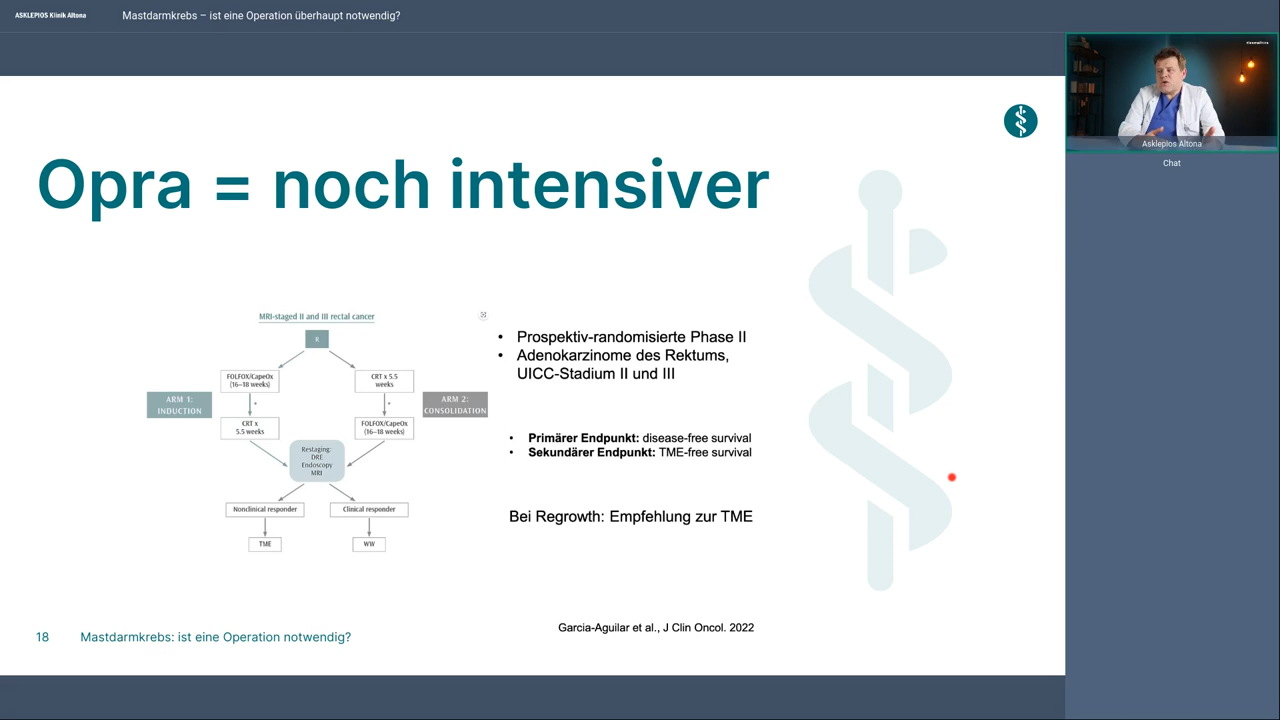 ASKLEPIOS Klinik Altona
Mastdarmkrebs – ist eine Operation überhaupt notwendig?
Asklepios Altona
Chat
Opra = noch intensiver
MRI-staged II and III rectal cancer
R
FOLFOX/CapeOx
(16–18 weeks)
CRT x 5.5
weeks
ARM 1:
INDUCTION
*
*
ARM 2:
CONSOLIDATION
CRT x
5.5 weeks
FOLFOX/CapeOx
(16–18 weeks)
Restaging:
DRE
Endoscopy
MRI
Nonclinical responder
Clinical responder
TME
WW
• Prospektiv-randomisierte Phase II
• Adenokarzinome des Rektums,
UICC-Stadium II und III
• Primärer Endpunkt: disease-free survival
• Sekundärer Endpunkt: TME-free survival
Bei Regrowth: Empfehlung zur TME
Garcia-Aguilar et al., J Clin Oncol. 2022
18
Mastdarmkrebs: ist eine Operation notwendig?